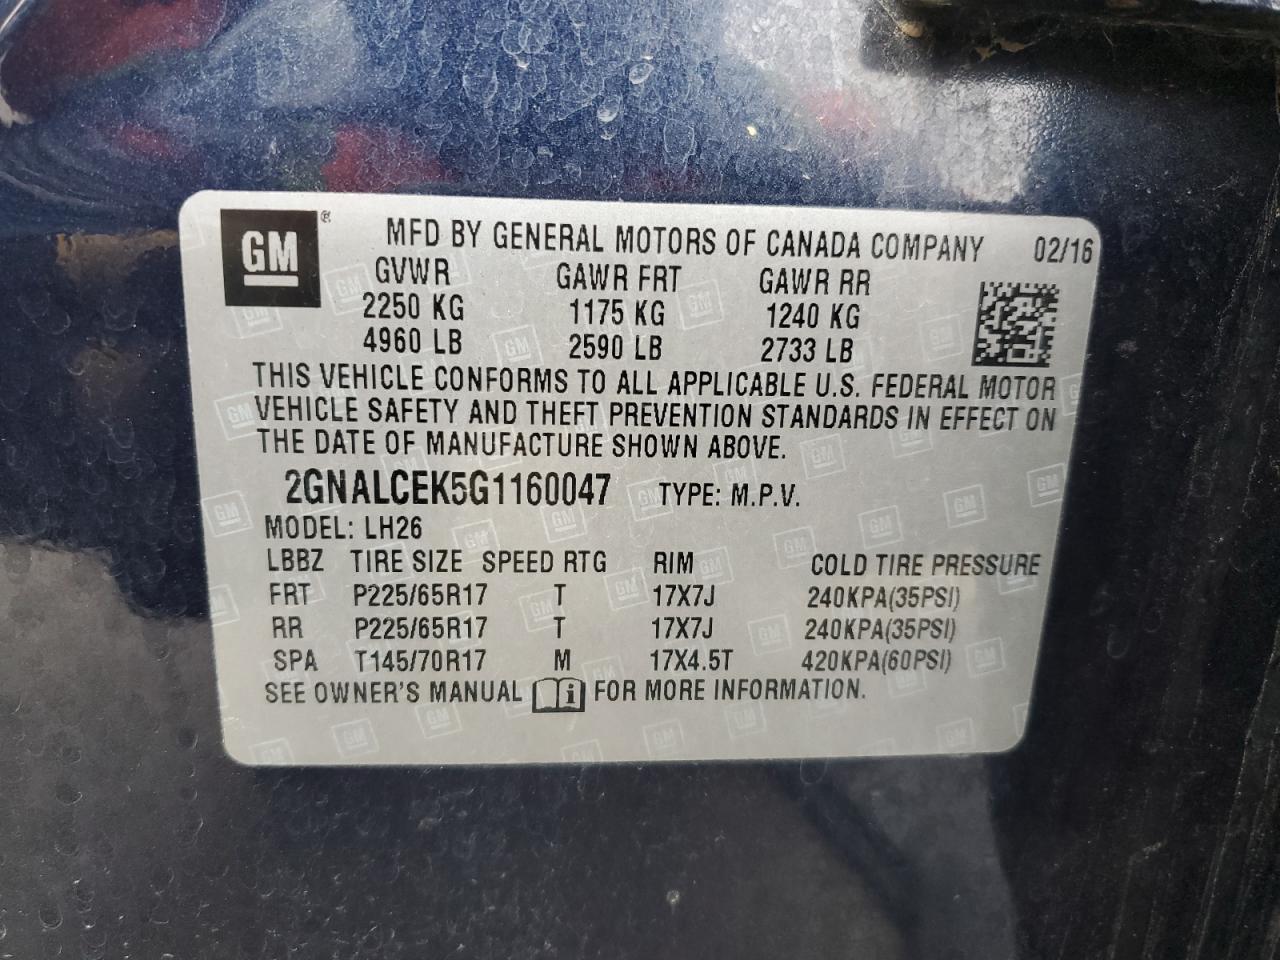 GM ® MFD BY GENERAL MOTORS OF CANADA COMPANY 02/16
GVWR GAWR FRT GAWR RR
2250 KG 1175 KG 1240 KG
4960 LB 2590 LB 2733 LB
THIS VEHICLE CONFORMS TO ALL APPLICABLE U.S. FEDERAL MOTOR
VEHICLE SAFETY AND THEFT PREVENTION STANDARDS IN EFFECT ON
THE DATE OF MANUFACTURE SHOWN ABOVE.
2GNALCEK5G1160047 TYPE: M.P.V.
MODEL: LH26
LBBZ TIRE SIZE SPEED RTG RIM COLD TIRE PRESSURE
FRT P225/65R17 T 17X7J 240KPA(35PSI)
RR P225/65R17 T 17X7J 240KPA(35PSI)
SPA T145/70R17 M 17X4.5T 420KPA(60PSI)
SEE OWNER'S MANUAL i FOR MORE INFORMATION.